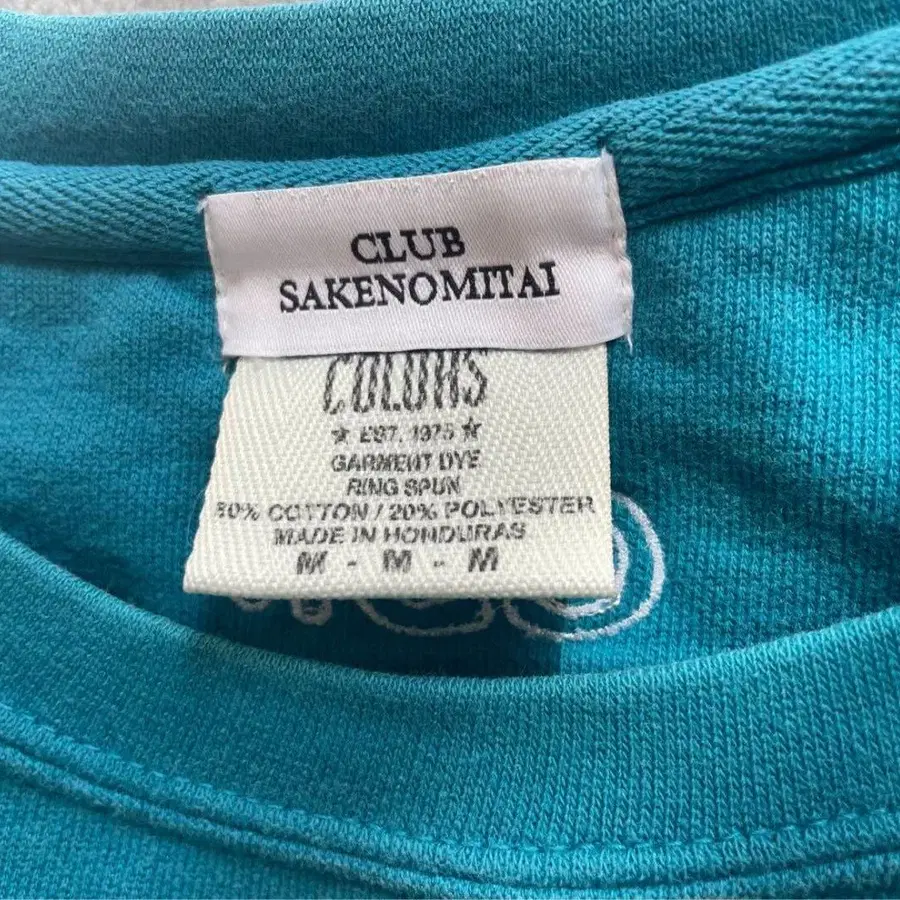 CLUB
SAKENOMITAI
COLORS
★ EST. 1975 ★
GARMENT DYE
RING SPUN
80% COTTON / 20% POLYESTER
MADE IN HONDURAS
M - M - M